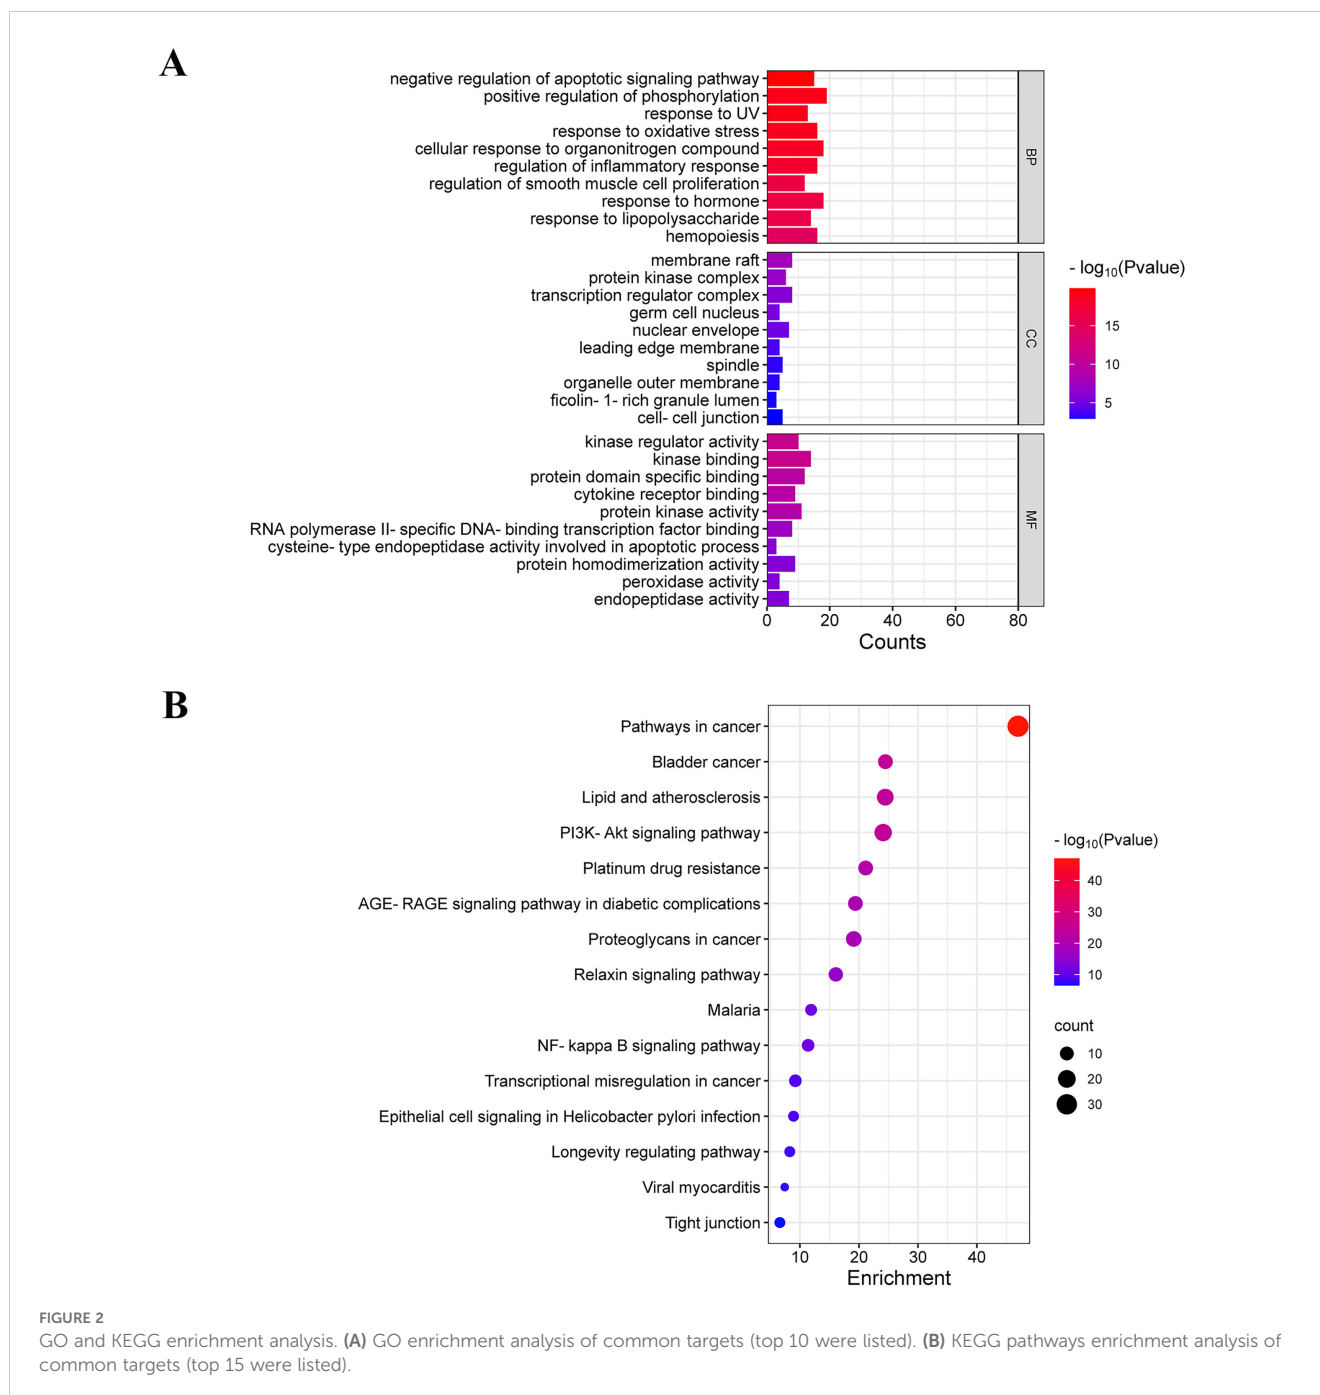 A
negative regulation of apoptotic signaling pathway
positive regulation of phosphorylation
response to UV
response to oxidative stress
cellular response to organonitrogen compound
regulation of inflammatory response
regulation of smooth muscle cell proliferation
response to hormone
response to lipopolysaccharide
hemopoiesis
BP
membrane raft
protein kinase complex
transcription regulator complex
germ cell nucleus
nuclear envelope
leading edge membrane
spindle
organelle outer membrane
ficolin- 1- rich granule lumen
cell- cell junction
CC
kinase regulator activity
kinase binding
protein domain specific binding
cytokine receptor binding
protein kinase activity
RNA polymerase II- specific DNA- binding transcription factor binding
cysteine- type endopeptidase activity involved in apoptotic process
protein homodimerization activity
peroxidase activity
endopeptidase activity
MF
0 20 40 60 80
Counts
- log10(Pvalue)
15
10
5
B
Pathways in cancer
Bladder cancer
Lipid and atherosclerosis
PI3K- Akt signaling pathway
Platinum drug resistance
AGE- RAGE signaling pathway in diabetic complications
Proteoglycans in cancer
Relaxin signaling pathway
Malaria
NF- kappa B signaling pathway
Transcriptional misregulation in cancer
Epithelial cell signaling in Helicobacter pylori infection
Longevity regulating pathway
Viral myocarditis
Tight junction
10 20 30 40
Enrichment
- log10(Pvalue)
40
30
20
10
count
10
20
30
FIGURE 2
GO and KEGG enrichment analysis. (A) GO enrichment analysis of common targets (top 10 were listed). (B) KEGG pathways enrichment analysis of
common targets (top 15 were listed).